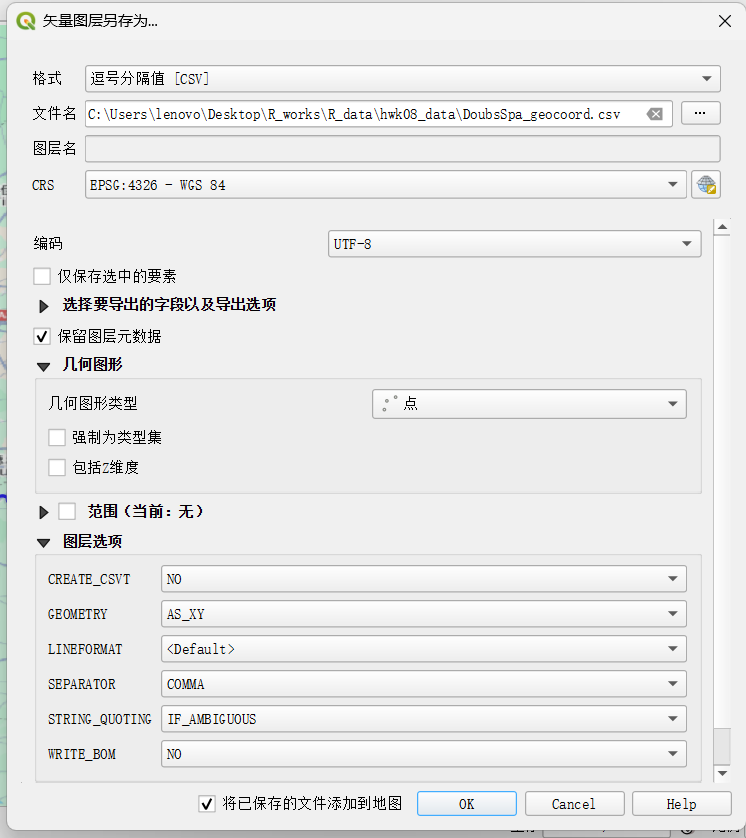 矢量图层另存为...
格式 逗号分隔值 [CSV]
文件名 C:\Users\lenovo\Desktop\R_works\R_data\hwk08_data\DoubsSpa_geocoord.csv ...
图层名
CRS EPSG:4326 - WGS 84
编码 UTF-8
仅保存选中的要素
选择要导出的字段以及导出选项
保留图层元数据
几何图形
几何图形类型 点
强制为类型集
包括Z维度
范围（当前：无）
图层选项
CREATE_CSVT NO
GEOMETRY AS_XY
LINEFORMAT <Default>
SEPARATOR COMMA
STRING_QUOTING IF_AMBIGUOUS
WRITE_BOM NO
将已保存的文件添加到地图 OK Cancel Help